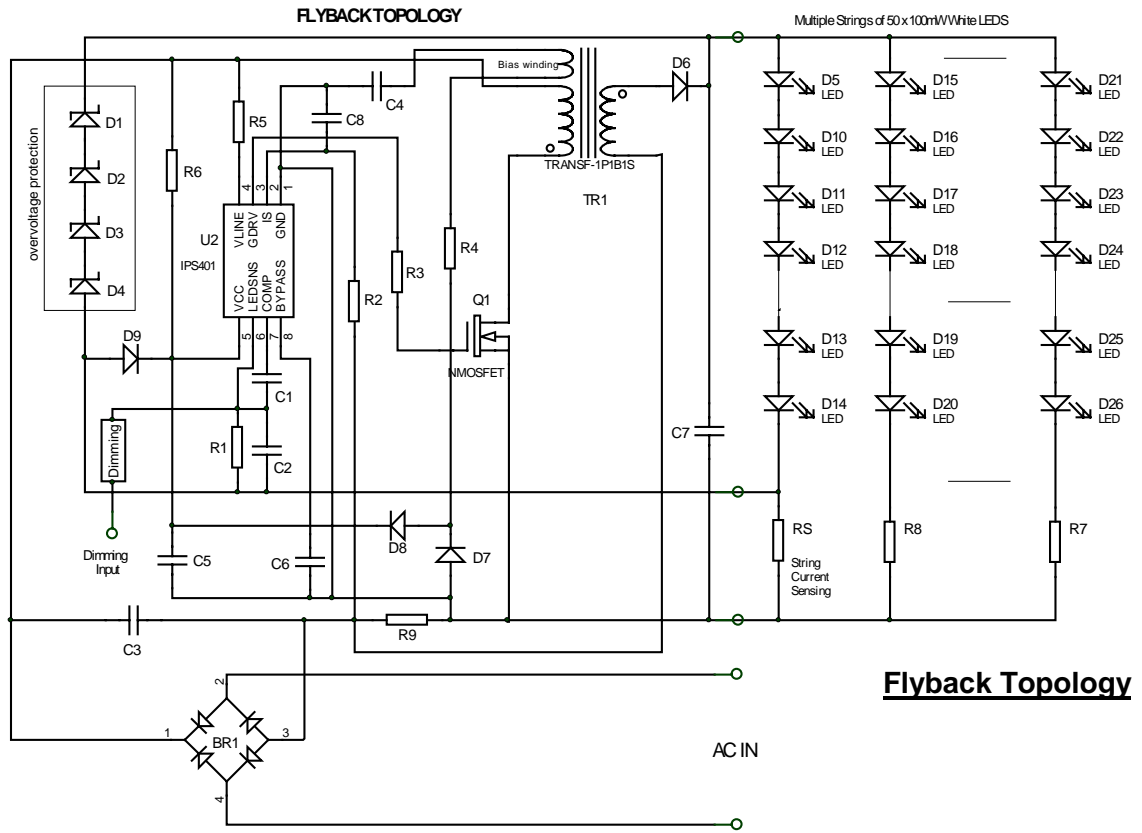 FLYBACK TOPOLOGY
Multiple Strings of 50 x 100mW White LEDS
overvoltage protection
D1
D2
D3
D4
D9
R6
R5
C4
C8
Bias winding
TRANSF-1P1B1S
TR1
D6
U2
IPS401
4
3
2
1
VLINE
GDRV
IS
GND
VCC
LEDSNS
COMP
BYPASS
5
6
7
8
R2
R3
R4
Q1
NMOSFET
C1
R1
C2
Dimming
Dimming
Input
C5
C6
D8
D7
C7
C3
R9
D5
LED
D10
LED
D11
LED
D12
LED
D13
LED
D14
LED
D15
LED
D16
LED
D17
LED
D18
LED
D19
LED
D20
LED
D21
LED
D22
LED
D23
LED
D24
LED
D25
LED
D26
LED
RS
String
Current
Sensing
R8
R7
Flyback Topology
BR1
1
2
3
4
AC IN